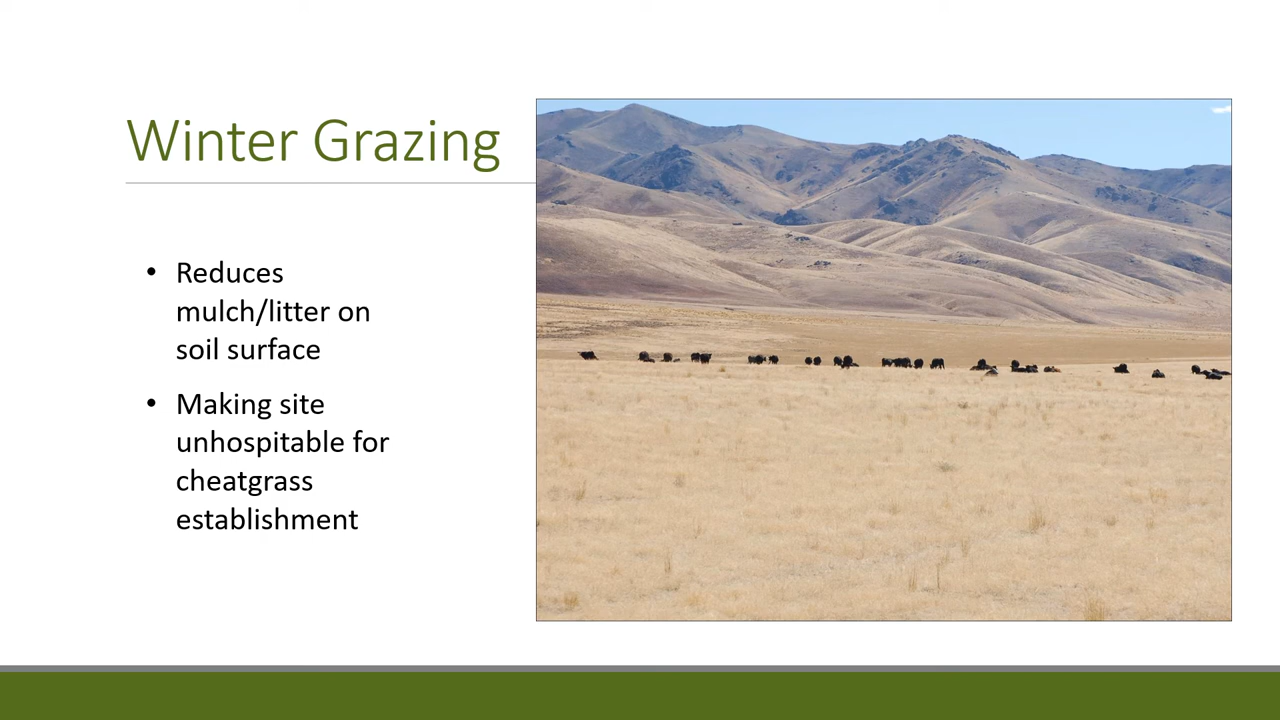 Winter Grazing
• Reduces
mulch/litter on
soil surface
• Making site
unhospitable for
cheatgrass
establishment